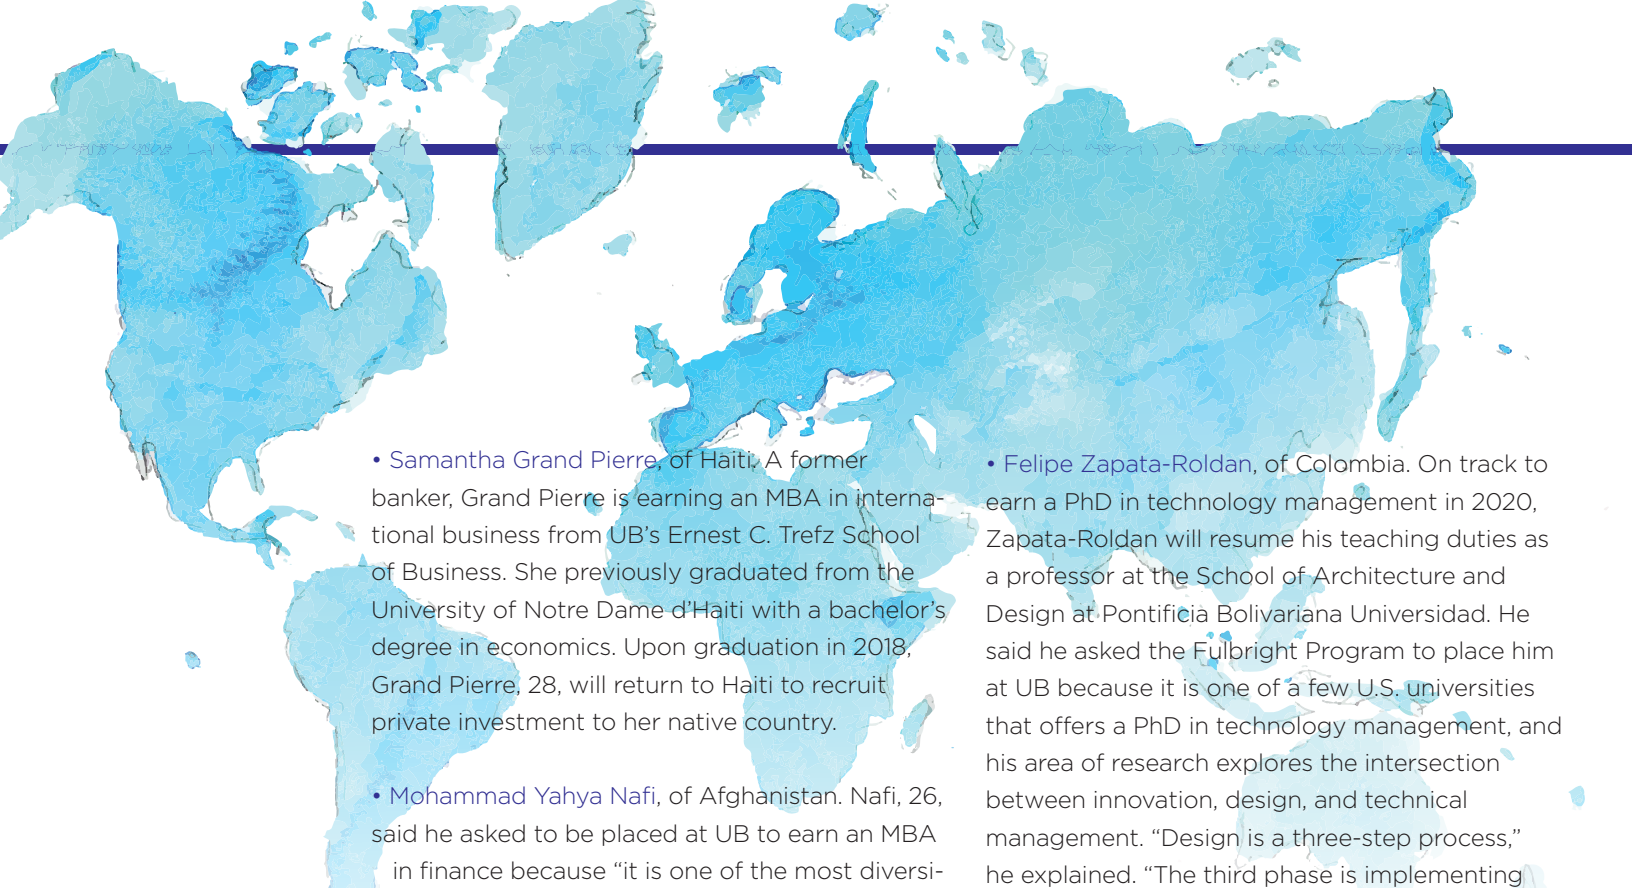 • Samantha Grand Pierre, of Haiti. A former
banker, Grand Pierre is earning an MBA in interna-
tional business from UB’s Ernest C. Trefz School
of Business. She previously graduated from the
University of Notre Dame d’Haiti with a bachelor’s
degree in economics. Upon graduation in 2018,
Grand Pierre, 28, will return to Haiti to recruit
private investment to her native country.
• Mohammad Yahya Nafi, of Afghanistan. Nafi, 26,
said he asked to be placed at UB to earn an MBA
in finance because “it is one of the most diversi-
• Felipe Zapata-Roldan, of Colombia. On track to
earn a PhD in technology management in 2020,
Zapata-Roldan will resume his teaching duties as
a professor at the School of Architecture and
Design at Pontificia Bolivariana Universidad. He
said he asked the Fulbright Program to place him
at UB because it is one of a few U.S. universities
that offers a PhD in technology management, and
his area of research explores the intersection
between innovation, design, and technical
management. “Design is a three-step process,”
he explained. “The third phase is implementing